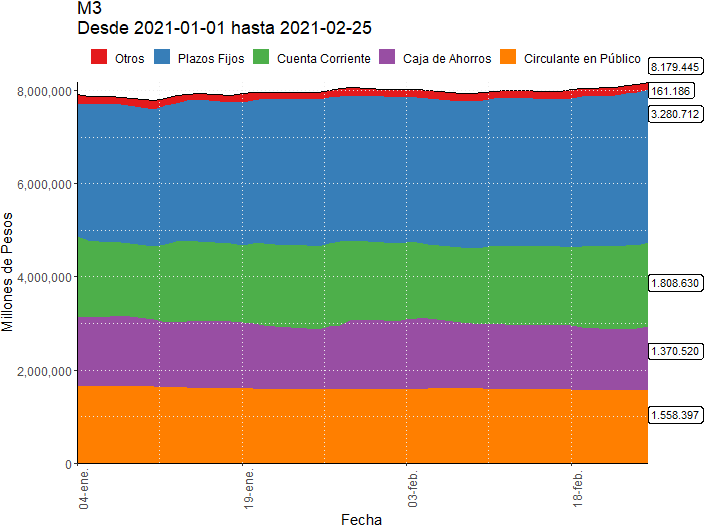 M3
Desde 2021-01-01 hasta 2021-02-25
Otros Plazos Fijos Cuenta Corriente Caja de Ahorros Circulante en Público
8.179.445
8,000,000
161.186
3.280.712
6,000,000
4,000,000
1.808.630
2,000,000
1.370.520
1.558.397
0
Millones de Pesos
04-ene.
19-ene.
03-feb.
18-feb.
Fecha